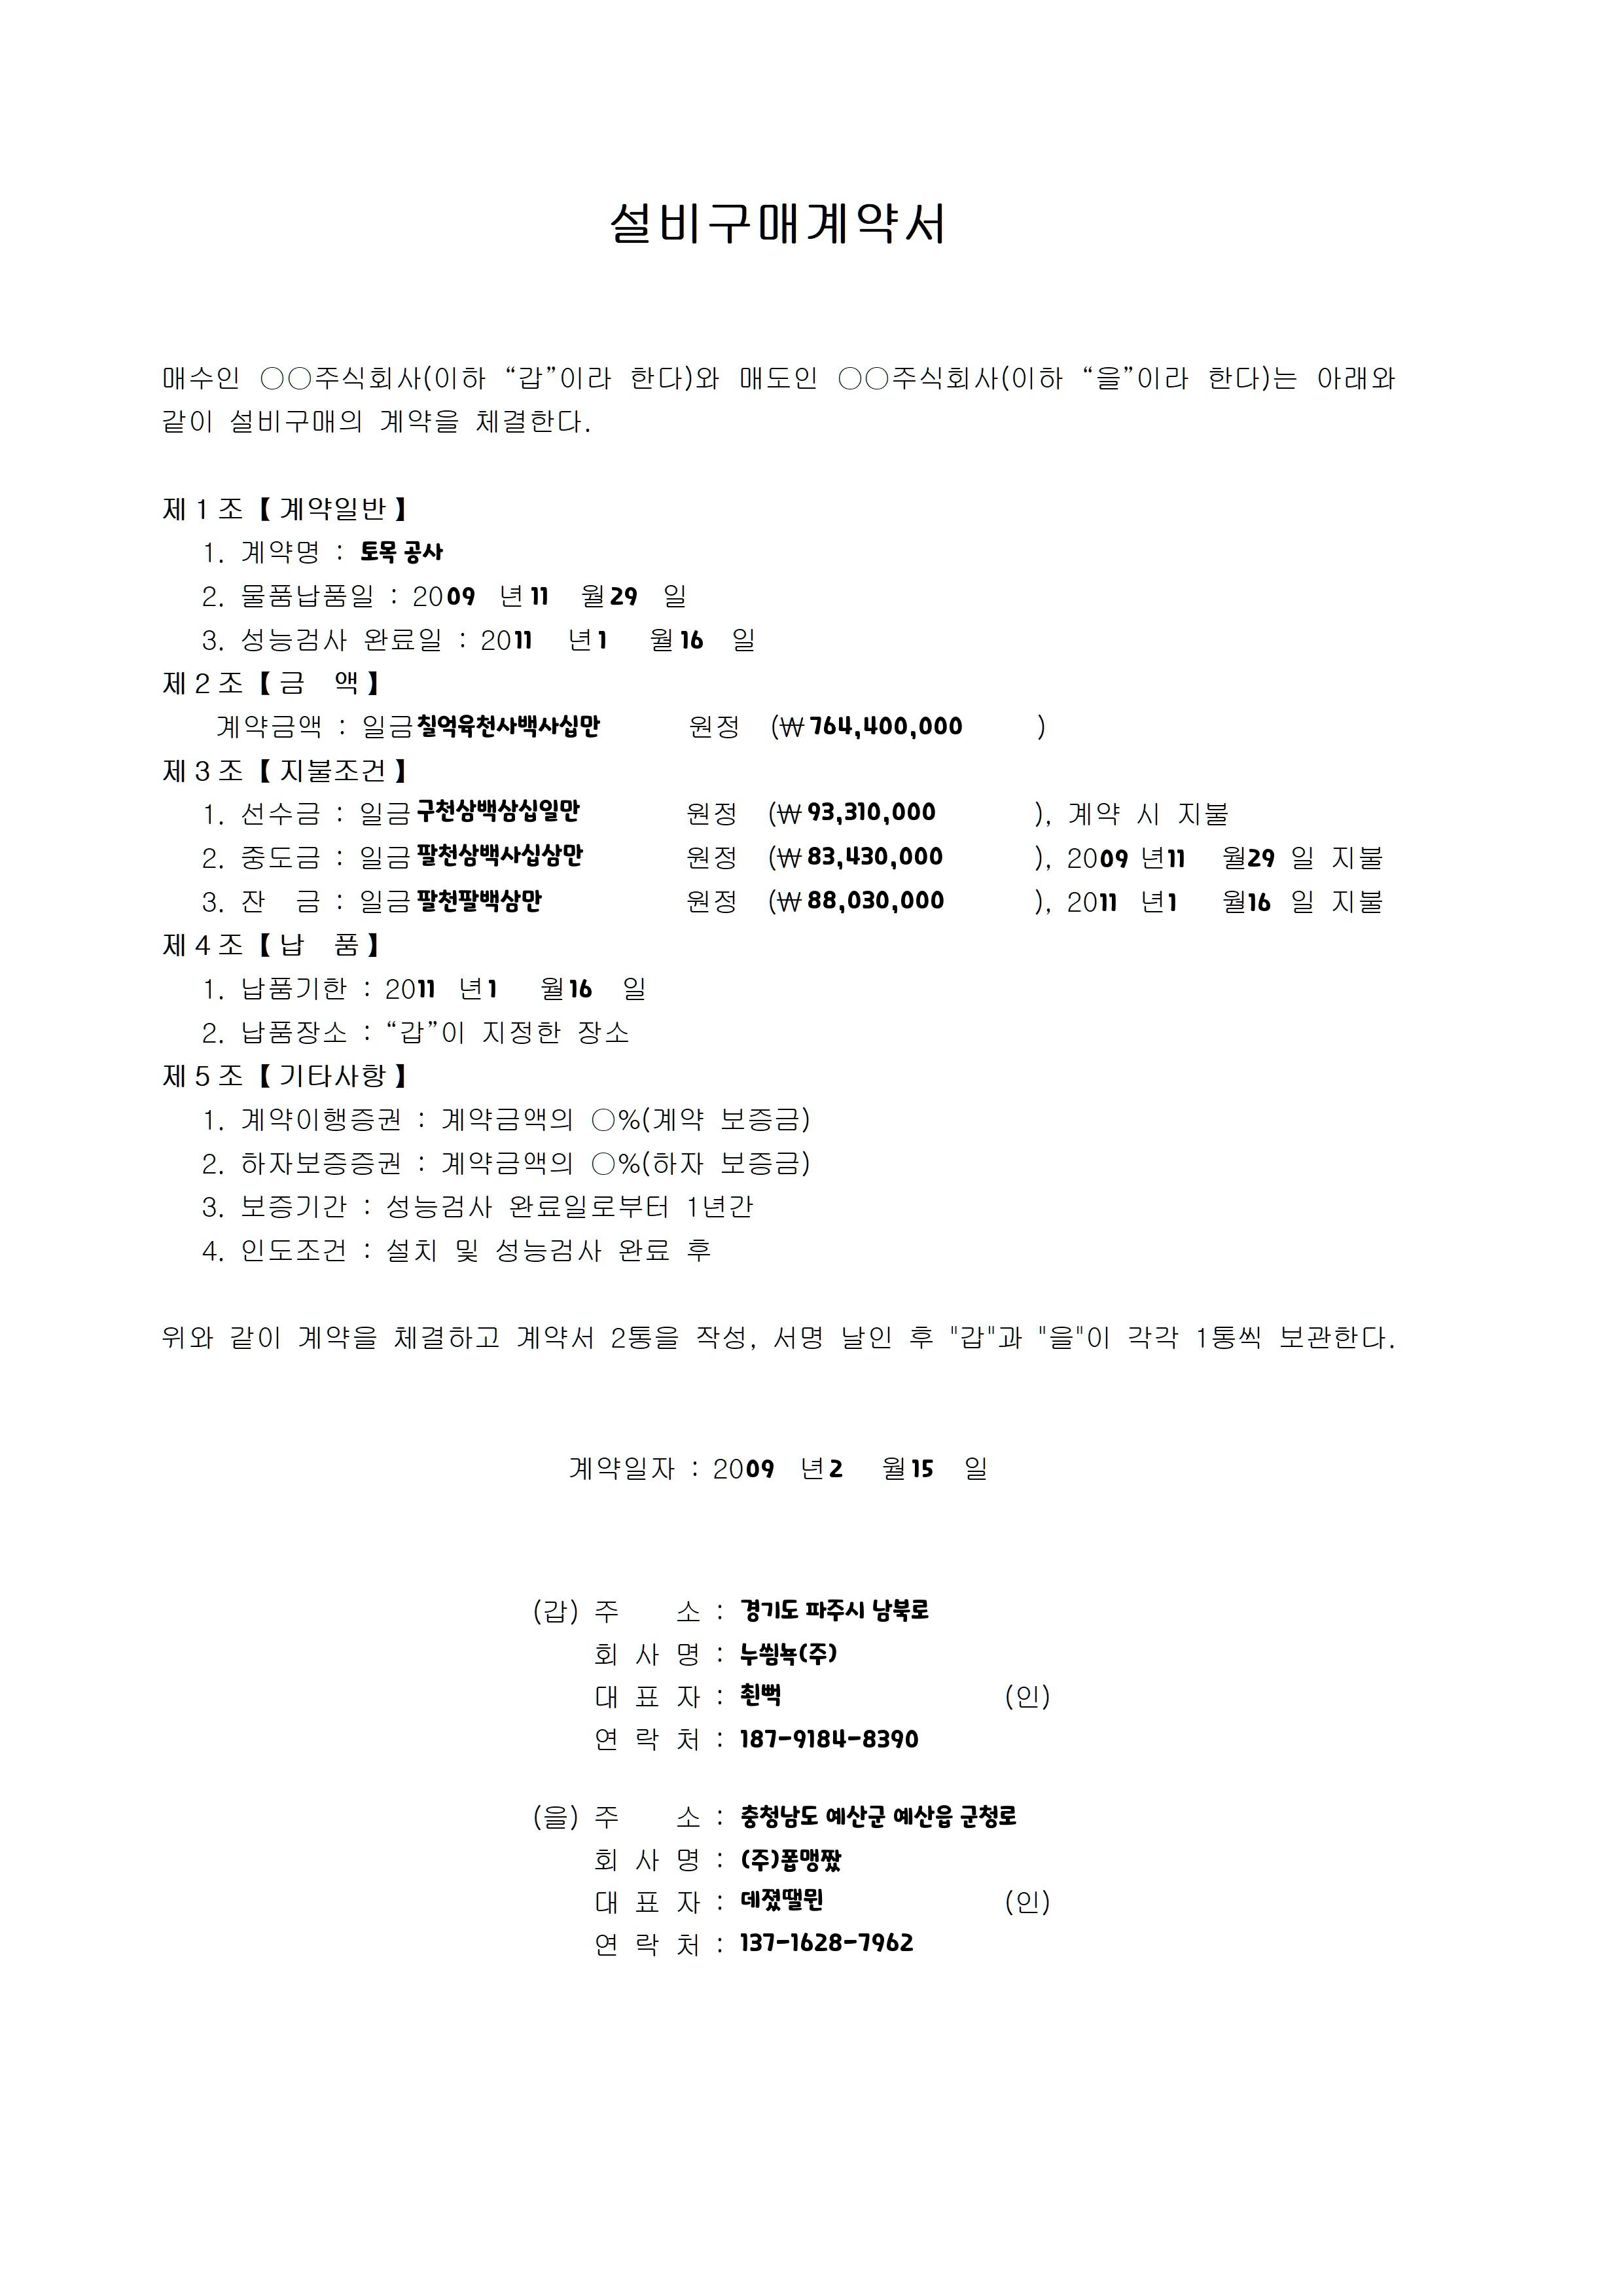 설비구매계약서
매수인 ○○주식회사(이하 “갑”이라 한다)와 매도인 ○○주식회사(이하 “을”이라 한다)는 아래와
같이 설비구매의 계약을 체결한다.
제1조【계약일반】
1. 계약명 : 토목 공사
2. 물품납품일 : 2009 년 11 월 29 일
3. 성능검사 완료일 : 2011 년 1 월 16 일
제2조【금 액】
계약금액 : 일금 칠억육천사백사십만 원정 (₩ 764,400,000 )
제3조【지불조건】
1. 선수금 : 일금 구천삼백삼십일만 원정 (₩ 93,310,000 ), 계약 시 지불
2. 중도금 : 일금 팔천삼백사십삼만 원정 (₩ 83,430,000 ), 2009 년 11 월 29 일 지불
3. 잔 금 : 일금 팔천팔백삼만 원정 (₩ 88,030,000 ), 2011 년 1 월 16 일 지불
제4조【납 품】
1. 납품기한 : 2011 년 1 월 16 일
2. 납품장소 : “갑”이 지정한 장소
제5조【기타사항】
1. 계약이행증권 : 계약금액의 ○%(계약 보증금)
2. 하자보증증권 : 계약금액의 ○%(하자 보증금)
3. 보증기간 : 성능검사 완료일로부터 1년간
4. 인도조건 : 설치 및 성능검사 완료 후
위와 같이 계약을 체결하고 계약서 2통을 작성, 서명 날인 후 "갑"과 "을"이 각각 1통씩 보관한다.
계약일자 : 2009 년 2 월 15 일
(갑) 주 소 : 경기도 파주시 남북로
회 사 명 : 누씜뇩(주)
대 표 자 : 쵠뻑 (인)
연 락 처 : 187-9184-8390
(을) 주 소 : 충청남도 예산군 예산읍 군청로
회 사 명 : (주)폽맹짰
대 표 자 : 데졌땔뮌 (인)
연 락 처 : 137-1628-7962